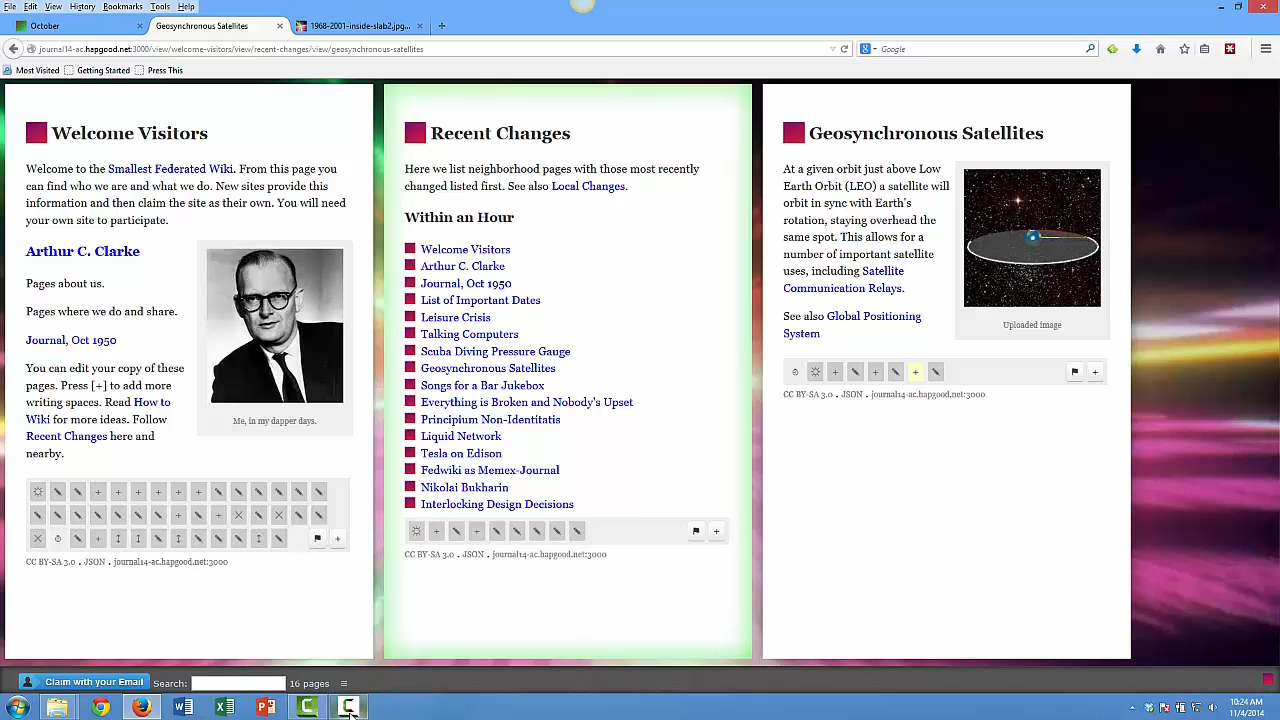 File Edit View History Bookmarks Tools Help
October
Geosynchronous Satellites
1968-2001-inside-slab2.jpg...
journal14-ac.hapgood.net:3000/view/welcome-visitors/view/recent-changes/view/geosynchronous-satellites
Google
Most Visited Getting Started Press This
Welcome Visitors
Welcome to the Smallest Federated Wiki. From this page you
can find who we are and what we do. New sites provide this
information and then claim the site as their own. You will need
your own site to participate.
Arthur C. Clarke
Pages about us.
Pages where we do and share.
Journal, Oct 1950
You can edit your copy of these
pages. Press [+] to add more
writing spaces. Read How to
Wiki for more ideas. Follow
Recent Changes here and
nearby.
Me, in my dapper days.
CC BY-SA 3.0 . JSON . journal14-ac.hapgood.net:3000
Recent Changes
Here we list neighborhood pages with those most recently
changed listed first. See also Local Changes.
Within an Hour
Welcome Visitors
Arthur C. Clarke
Journal, Oct 1950
List of Important Dates
Leisure Crisis
Talking Computers
Scuba Diving Pressure Gauge
Geosynchronous Satellites
Songs for a Bar Jukebox
Everything is Broken and Nobody's Upset
Principium Non-Identitatis
Liquid Network
Tesla on Edison
Fedwiki as Memex-Journal
Nikolai Bukharin
Interlocking Design Decisions
CC BY-SA 3.0 . JSON . journal14-ac.hapgood.net:3000
Geosynchronous Satellites
At a given orbit just above Low
Earth Orbit (LEO) a satellite will
orbit in sync with Earth's
rotation, staying overhead the
same spot. This allows for a
number of important satellite
uses, including Satellite
Communication Relays.
See also Global Positioning
System
Uploaded image
CC BY-SA 3.0 . JSON . journal14-ac.hapgood.net:3000
Claim with your Email Search: 16 pages
10:24 AM
11/4/2014